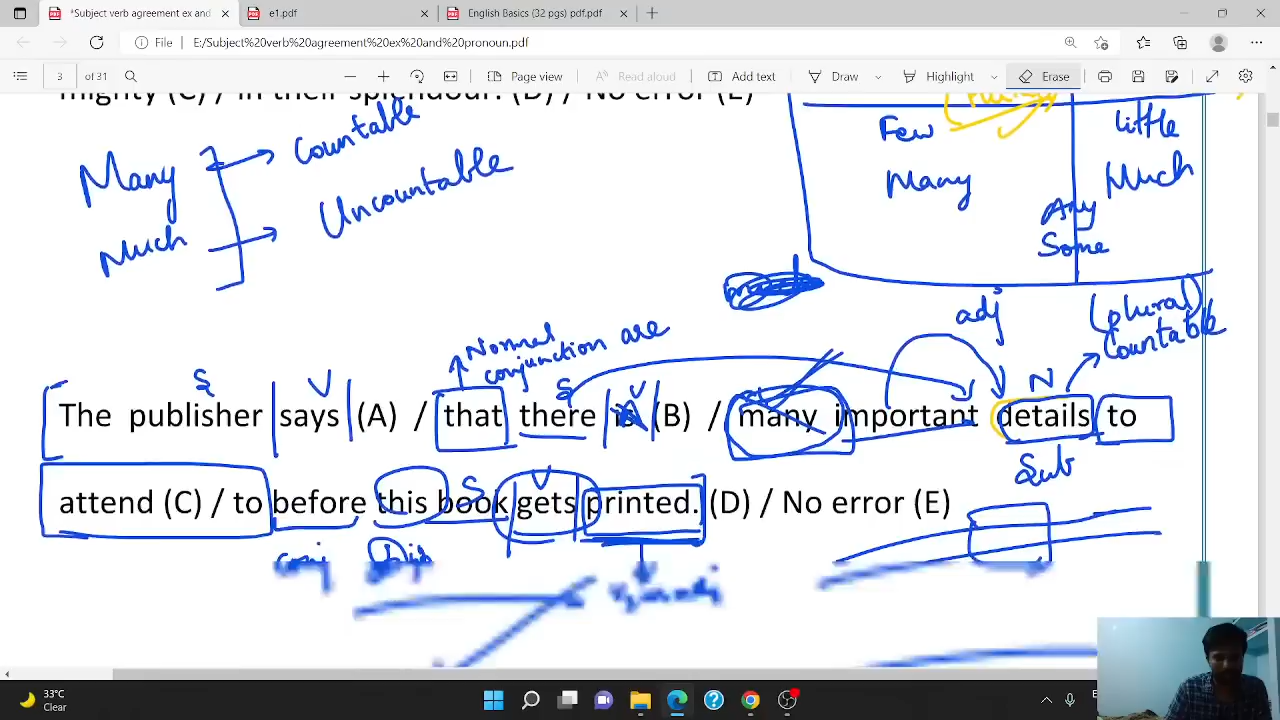 *Subject verb agreement ex and
e1.pdf
English Basics (32 pgs) pdf.pdf
File E:/Subject%20verb%20agreement%20ex%20and%20pronoun.pdf
3 of 31 Page view Read aloud Add text Draw Highlight Erase
mighty (C) / in their splendour. (D) / No error (E)
Many Countable
Much Uncountable
Few Little
Many Much
Any
Some
adj (plural)
Countable
Normal
conjunction are
S V S V N
The publisher says (A) / that there is (B) / many important details to
Sub
V S
attend (C) / to before this book gets printed. (D) / No error (E)
conj
33°C
Clear